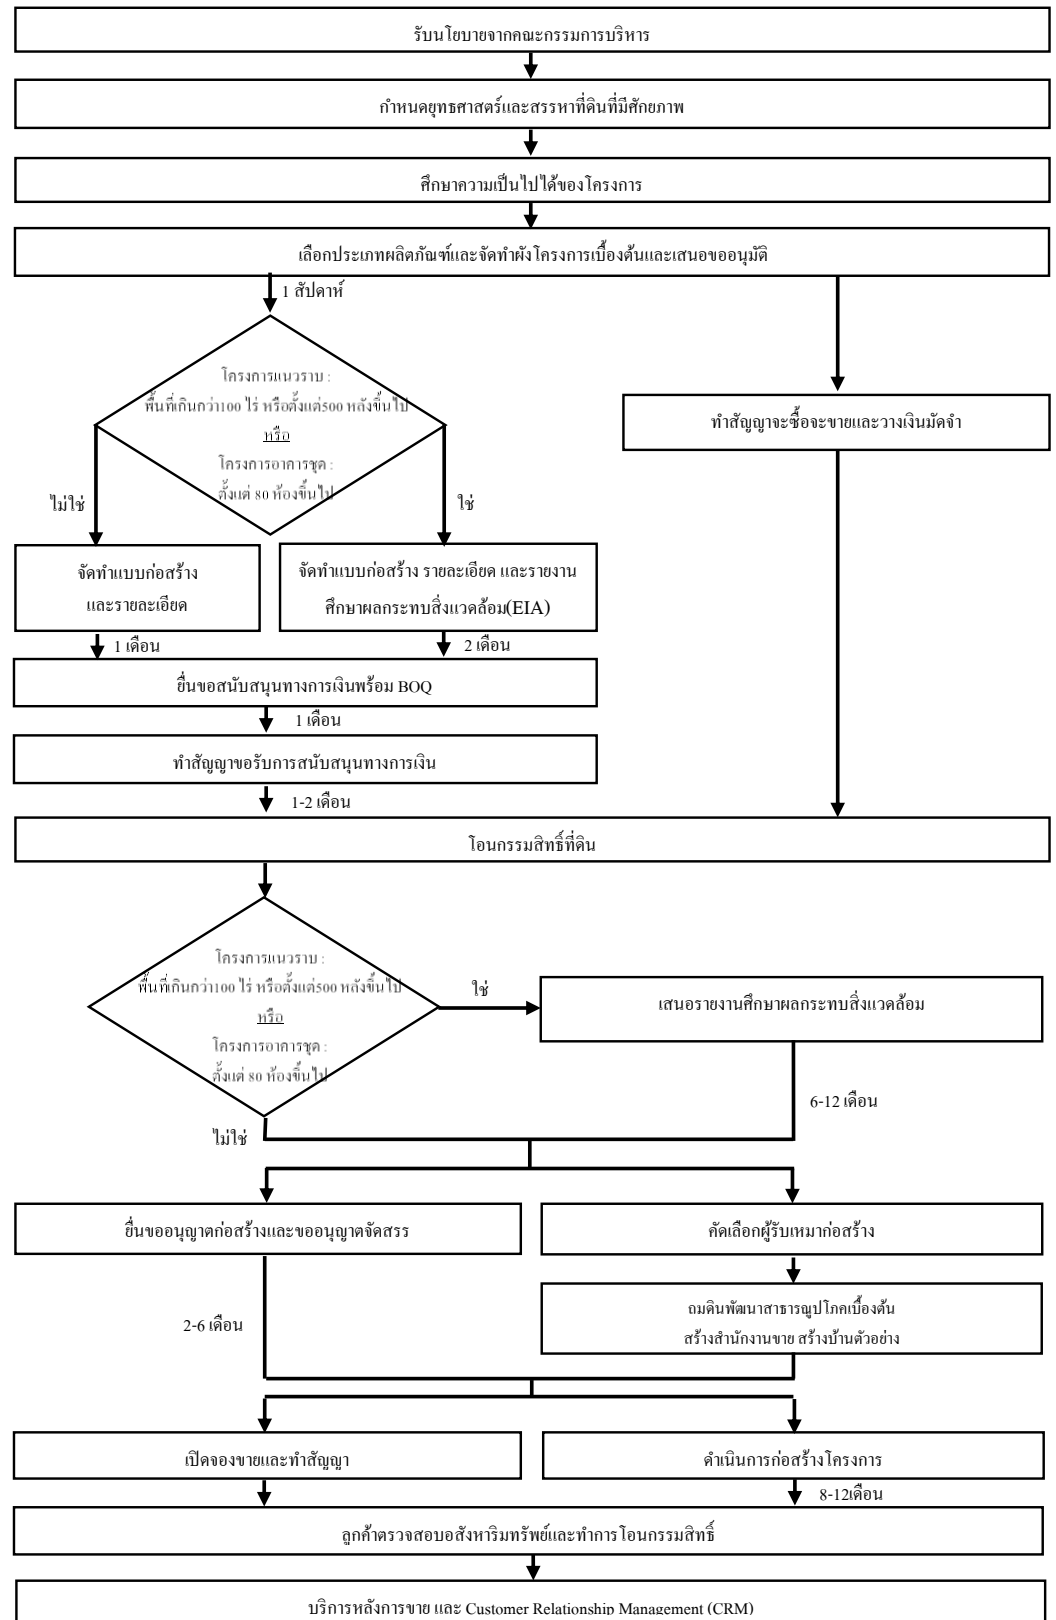 รับนโยบายจากคณะกรรมการบริหาร
กำหนดยุทธศาสตร์และสรรหาที่ดินที่มีศักยภาพ
ศึกษาความเป็นไปได้ของโครงการ
เลือกประเภทผลิตภัณฑ์และจัดทำผังโครงการเบื้องต้นและเสนอขออนุมัติ
1 สัปดาห์
โครงการแนวราบ :
พื้นที่เกินกว่า100 ไร่ หรือตั้งแต่500 หลังขึ้นไป
หรือ
โครงการอาคารชุด :
ตั้งแต่ 80 ห้องขึ้นไป
ทำสัญญาจะซื้อจะขายและวางเงินมัดจำ
ไม่ใช่
ใช่
จัดทำแบบก่อสร้าง
และรายละเอียด
จัดทำแบบก่อสร้าง รายละเอียด และรายงาน
ศึกษาผลกระทบสิ่งแวดล้อม(EIA)
1 เดือน
2 เดือน
ยื่นขอสนับสนุนทางการเงินพร้อม BOQ
1 เดือน
ทำสัญญาขอรับการสนับสนุนทางการเงิน
1-2 เดือน
โอนกรรมสิทธิ์ที่ดิน
โครงการแนวราบ :
พื้นที่เกินกว่า100 ไร่ หรือตั้งแต่500 หลังขึ้นไป
หรือ
โครงการอาคารชุด :
ตั้งแต่ 80 ห้องขึ้นไป
ใช่
เสนอรายงานศึกษาผลกระทบสิ่งแวดล้อม
6-12 เดือน
ไม่ใช่
ยื่นขออนุญาตก่อสร้างและขออนุญาตจัดสรร
คัดเลือกผู้รับเหมาก่อสร้าง
2-6 เดือน
ถมดินพัฒนาสาธารณูปโภคเบื้องต้น
สร้างสำนักงานขาย สร้างบ้านตัวอย่าง
เปิดจองขายและทำสัญญา
ดำเนินการก่อสร้างโครงการ
8-12เดือน
ลูกค้าตรวจสอบอสังหาริมทรัพย์และทำการโอนกรรมสิทธิ์
บริการหลังการขาย และ Customer Relationship Management (CRM)